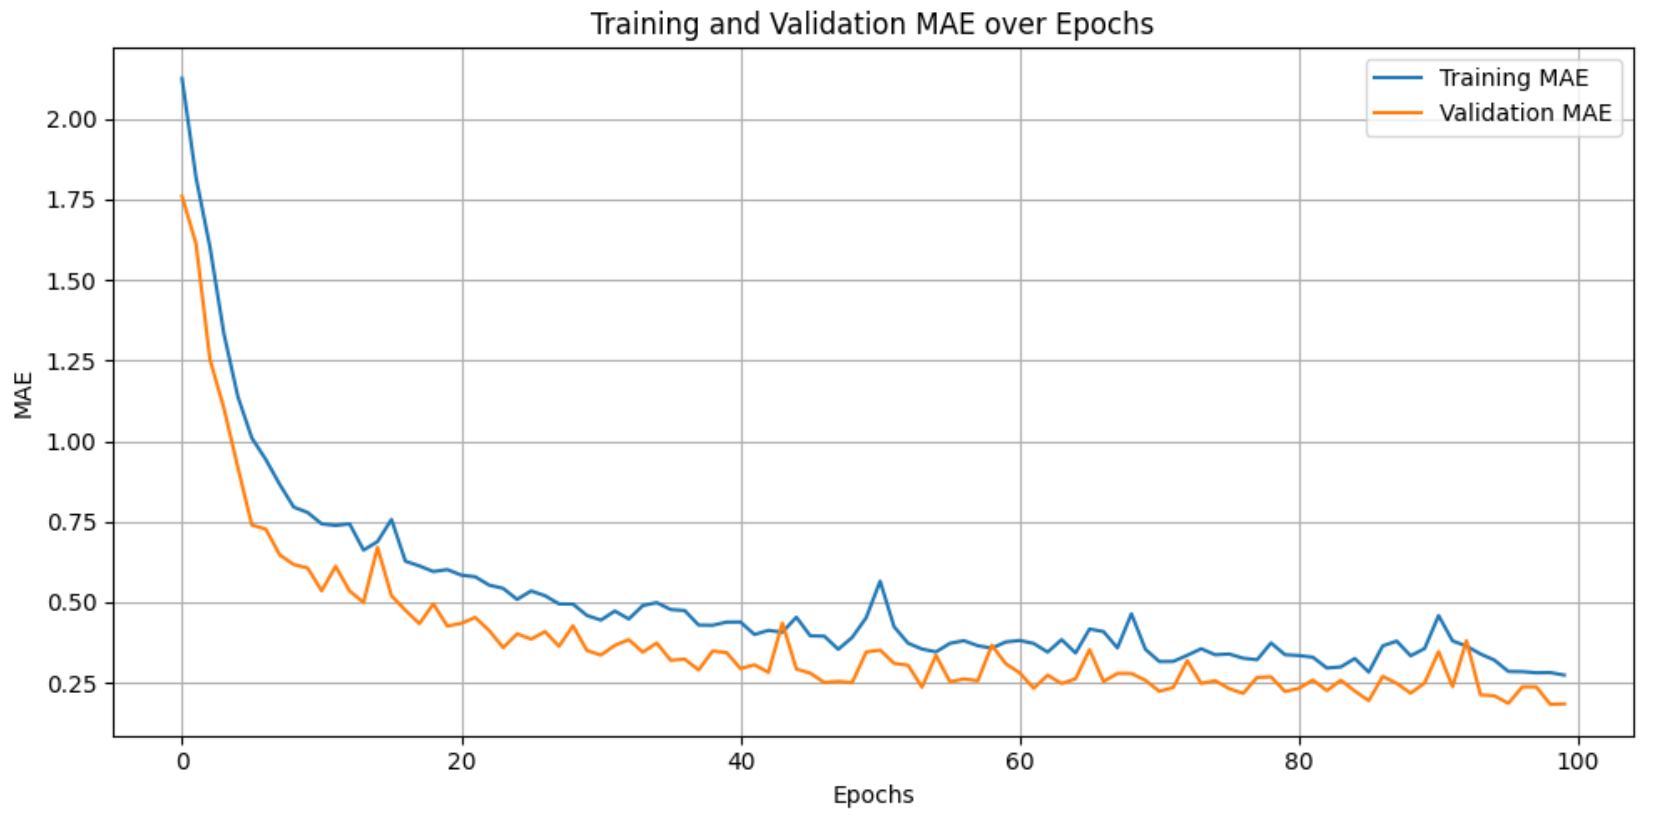 Training and Validation MAE over Epochs
Training MAE
Validation MAE
2.00
1.75
1.50
1.25
1.00
0.75
0.50
0.25
MAE
0 20 40 60 80 100
Epochs